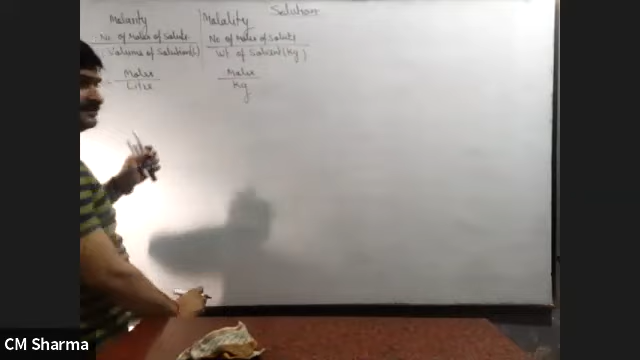 Solution
Molarity
No. of Moles of Solute
Volume of Solution(L)
Moles
Liter
Molality
No. of Moles of Solute
Wt. of Solvent(Kg)
Moles
Kg
CM Sharma